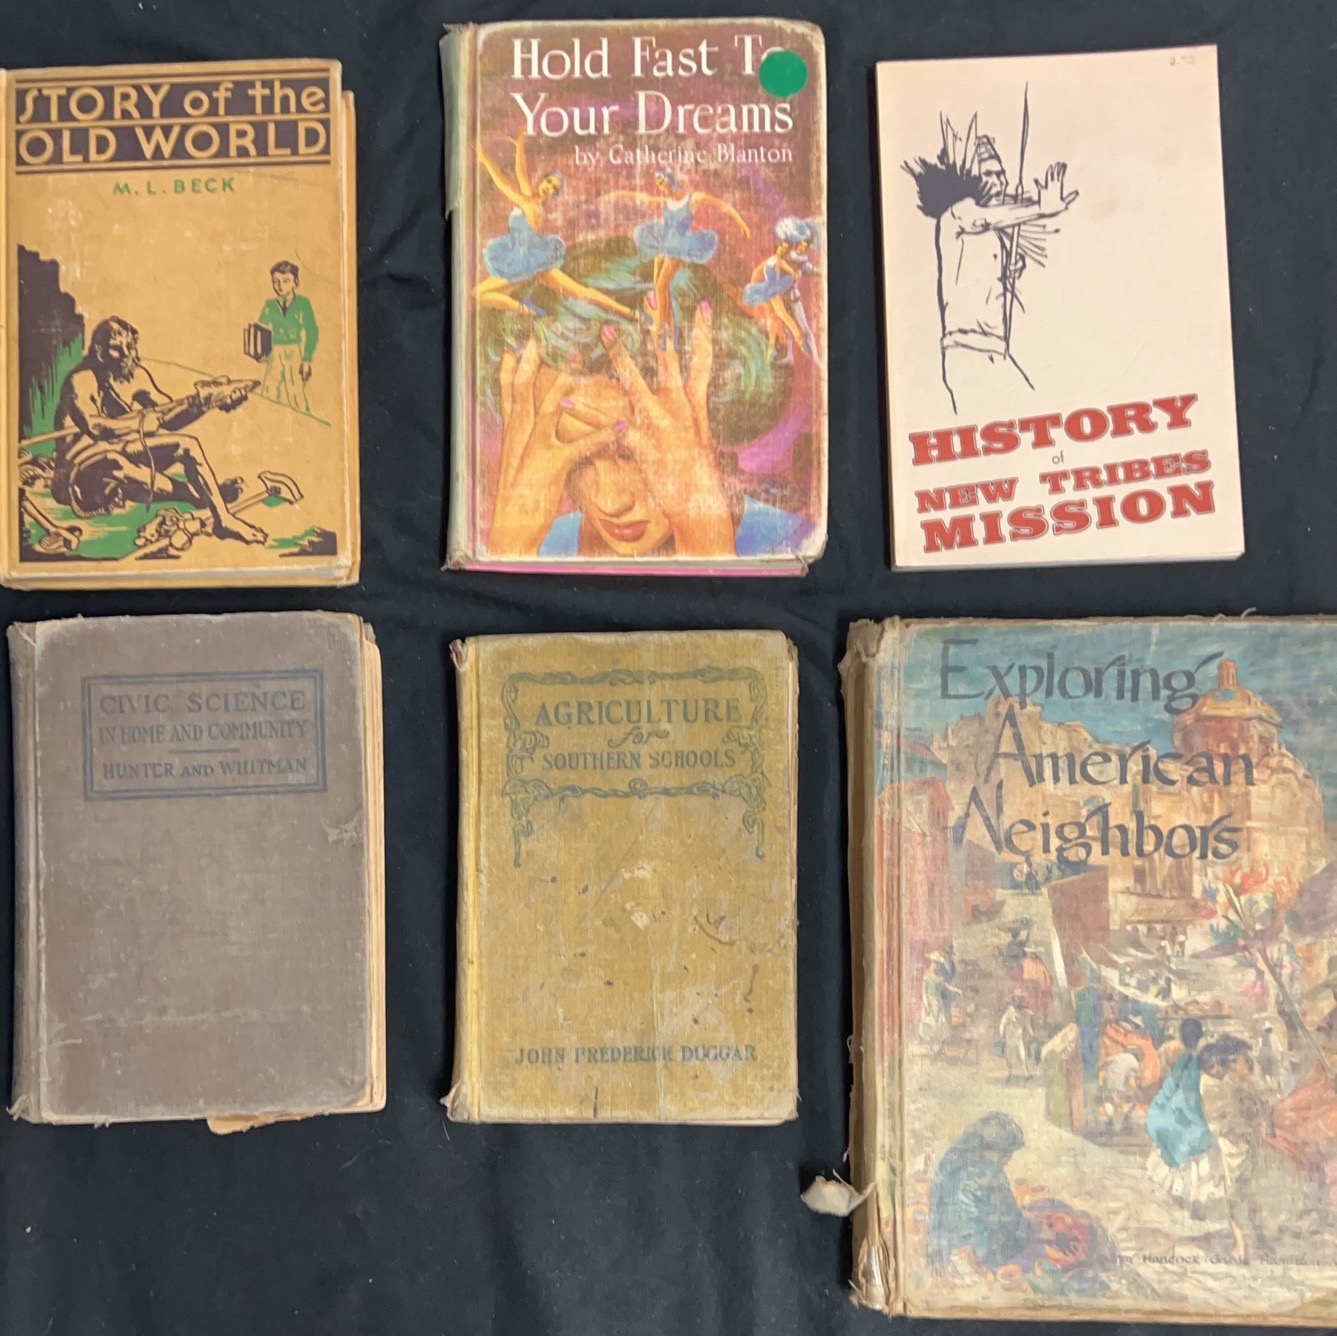 STORY of the
OLD WORLD
M. L. BECK
Hold Fast To
Your Dreams
by Catherine Blanton
HISTORY
of
NEW TRIBES
MISSION
CIVIC SCIENCE
IN HOME AND COMMUNITY
HUNTER AND WHITMAN
AGRICULTURE
for
SOUTHERN SCHOOLS
JOHN FREDERICK DUGGAR
Exploring
American
Neighbors
Hancock